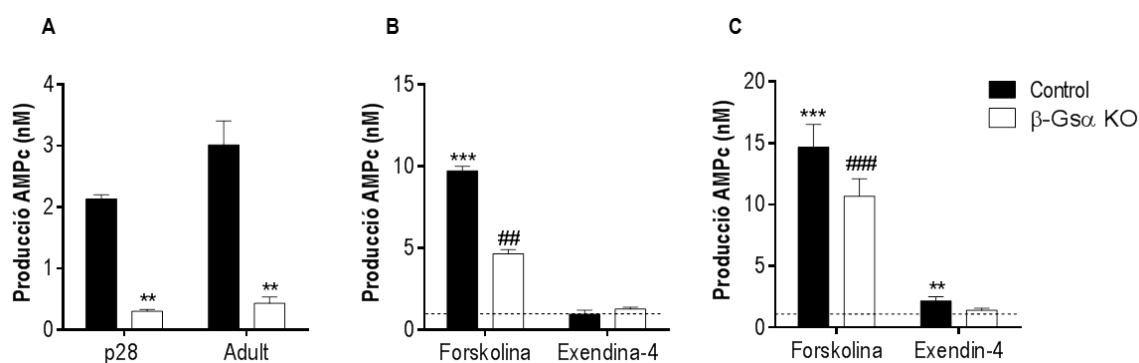 A
Producció AMPc (nM)
4
3
2
1
0
**
**
p28
Adult
B
Producció AMPc (nM)
15
10
5
0
***
##
Forskolina
Exendina-4
C
Producció AMPc (nM)
20
15
10
5
0
***
###
**
Forskolina
Exendin-4
Control
β-Gsα KO